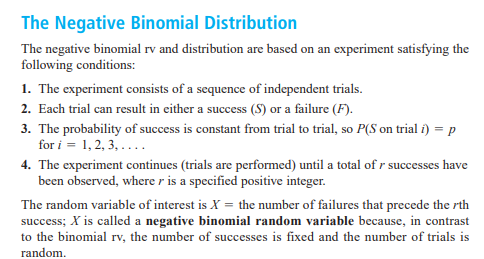 The Negative Binomial Distribution
The negative binomial rv and distribution are based on an experiment satisfying the
following conditions:
1. The experiment consists of a sequence of independent trials.
2. Each trial can result in either a success (S) or a failure (F).
3. The probability of success is constant from trial to trial, so P(S on trial i) = p
for i = 1, 2, 3, . . . .
4. The experiment continues (trials are performed) until a total of r successes have
been observed, where r is a specified positive integer.
The random variable of interest is X = the number of failures that precede the rth
success; X is called a negative binomial random variable because, in contrast
to the binomial rv, the number of successes is fixed and the number of trials is
random.